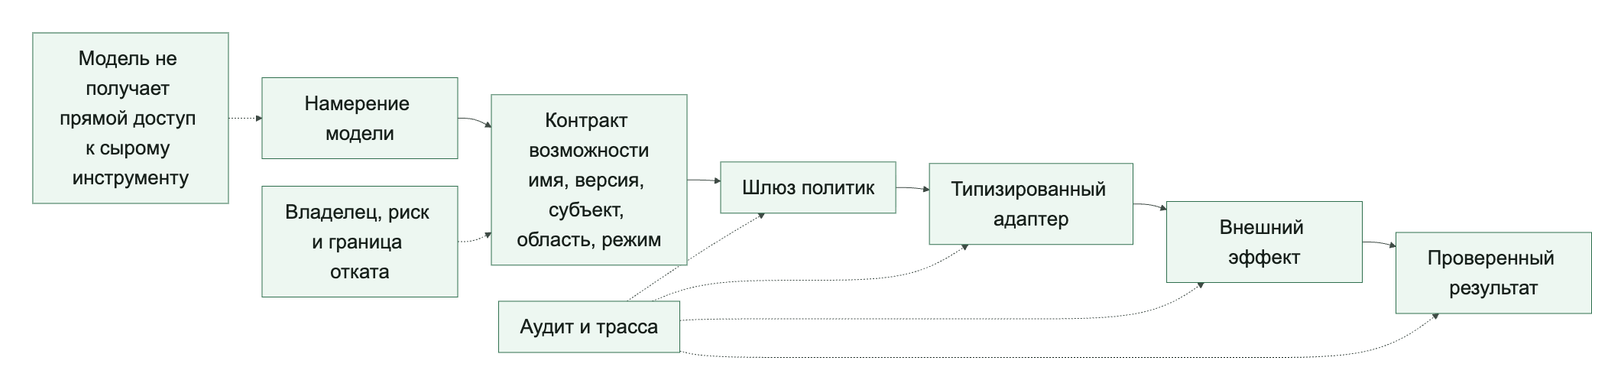 Модель не
получает
прямой доступ
к сырому
инструменту
Намерение
модели
Владелец, риск
и граница
отката
Контракт
возможности
имя, версия,
субъект,
область, режим
Аудит и трасса
Шлюз политик
Типизированный
адаптер
Внешний
эффект
Проверенный
результат